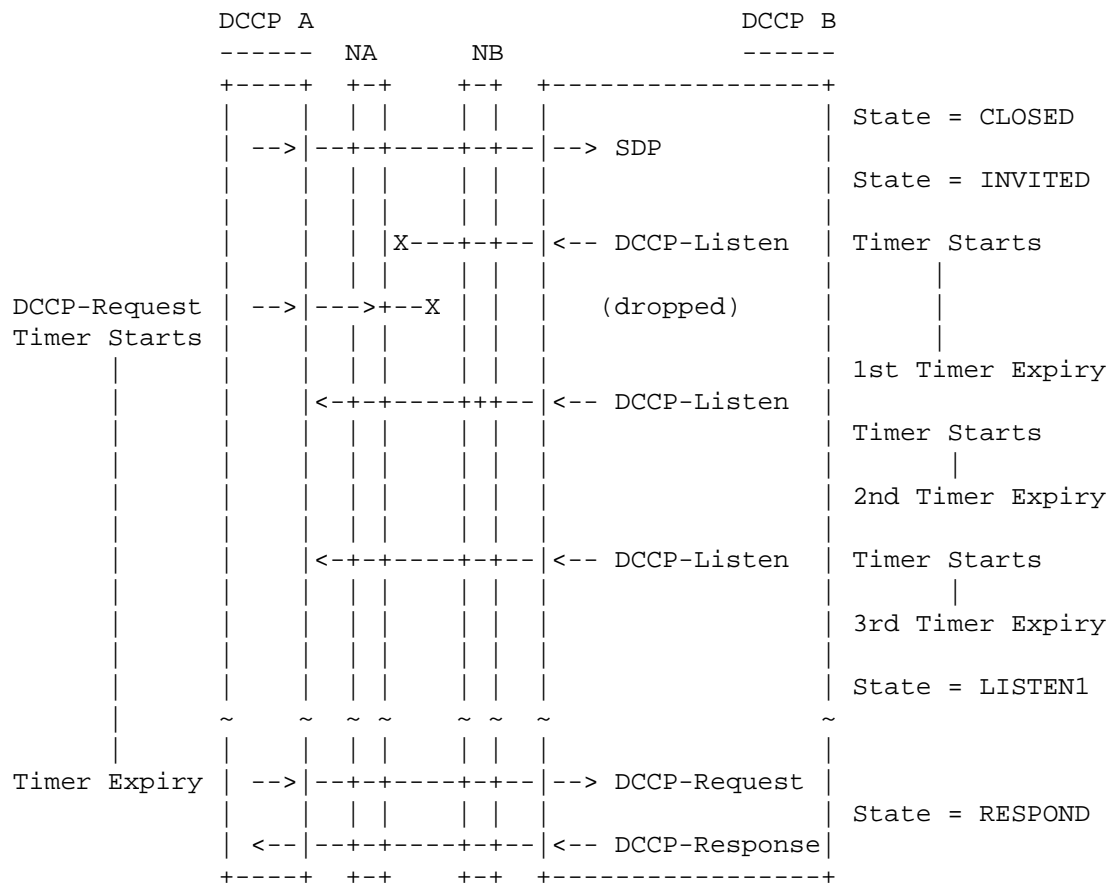 DCCP A                               DCCP B
              ------  NA      NB                   ------
              +----+  +-+    +-+  +-----------------+
              |    |  | |    | |  |                 | State = CLOSED
              | -->|--+-+----+-+--|--> SDP          |
              |    |  | |    | |  |                 | State = INVITED
              |    |  | |    | |  |                 |
              |    |  | |X---+-+--|<-- DCCP-Listen  | Timer Starts
              |    |  | |    | |  |                 |      |
DCCP-Request  | -->|--->+--X | |  |   (dropped)     |      |
Timer Starts  |    |  | |    | |  |                 |      |
      |       |    |  | |    | |  |                 | 1st Timer Expiry
      |       |    |<-+-+----+++--|<-- DCCP-Listen  |
      |       |    |  | |    | |  |                 | Timer Starts
      |       |    |  | |    | |  |                 |      |
      |       |    |  | |    | |  |                 | 2nd Timer Expiry
      |       |    |  | |    | |  |                 |
      |       |    |<-+-+----+-+--|<-- DCCP-Listen  | Timer Starts
      |       |    |  | |    | |  |                 |      |
      |       |    |  | |    | |  |                 | 3rd Timer Expiry
      |       |    |  | |    | |  |                 |
      |       |    |  | |    | |  |                 | State = LISTEN1
      |       ~    ~  ~ ~    ~ ~  ~                 ~
      |       |    |  | |    | |  |                 |
Timer Expiry  | -->|--+-+----+-+--|--> DCCP-Request |
              |    |  | |    | |  |                 | State = RESPOND
              | <--|--+-+----+-+--|<-- DCCP-Response|
              +----+  +-+    +-+  +-----------------+